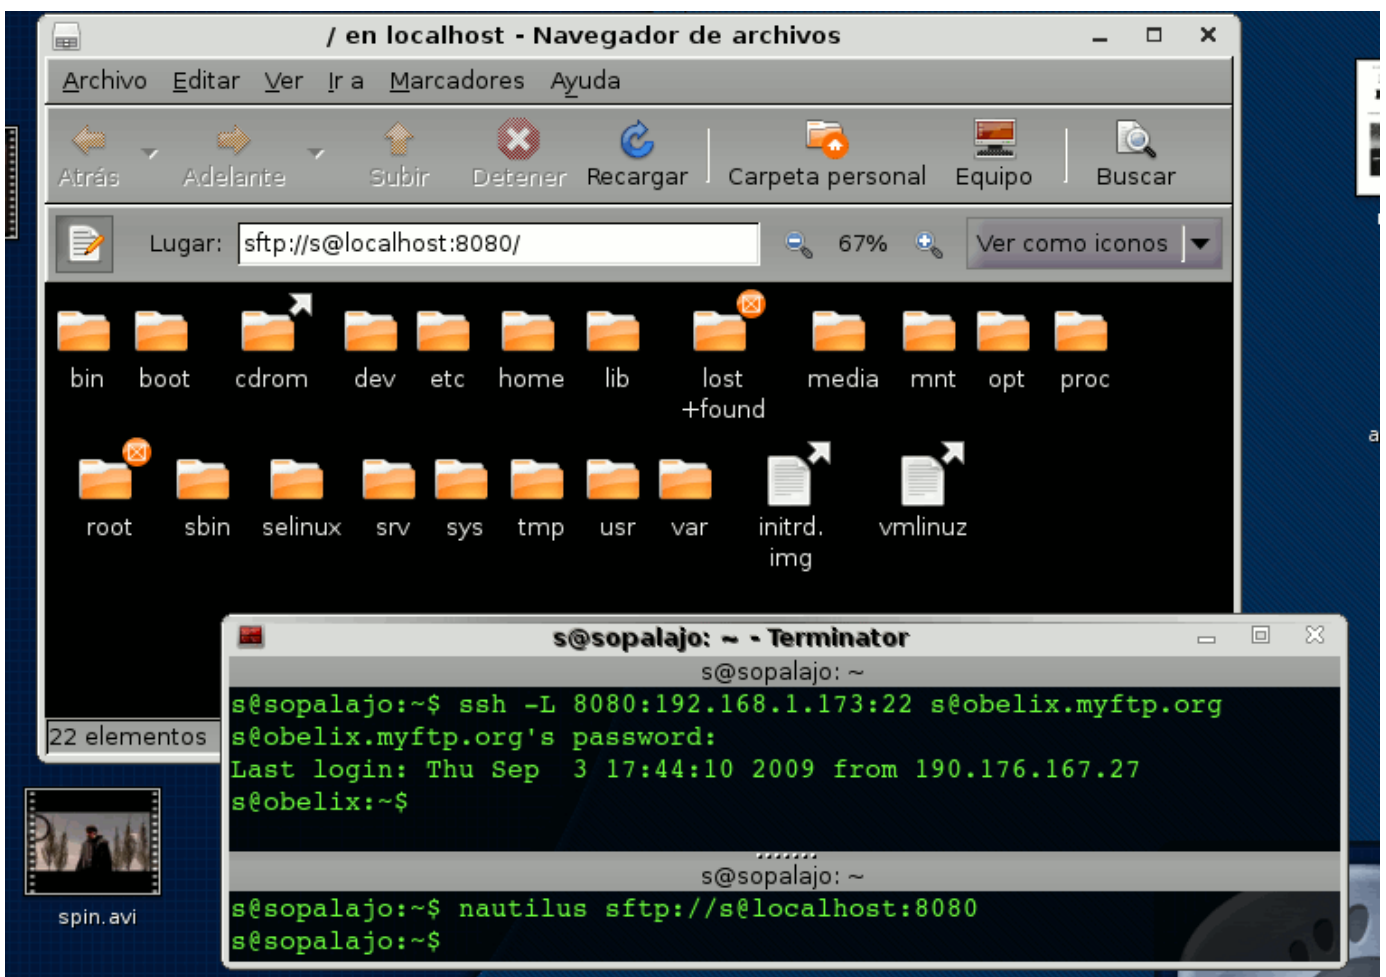 / en localhost - Navegador de archivos
Archivo Editar Ver Ir a Marcadores Ayuda
Atrás Adelante Subir Detener Recargar Carpeta personal Equipo Buscar
Lugar: sftp://s@localhost:8080/ 67% Ver como iconos
bin boot cdrom dev etc home lib lost media mnt opt proc
+found
root sbin selinux srv sys tmp usr var initrd. vmlinuz
img
22 elementos
s@sopalajo: ~ - Terminator
s@sopalajo: ~
s@sopalajo:~$ ssh -L 8080:192.168.1.173:22 s@obelix.myftp.org
s@obelix.myftp.org's password:
Last login: Thu Sep  3 17:44:10 2009 from 190.176.167.27
s@obelix:~$
s@sopalajo: ~
s@sopalajo:~$ nautilus sftp://s@localhost:8080
s@sopalajo:~$
spin.avi